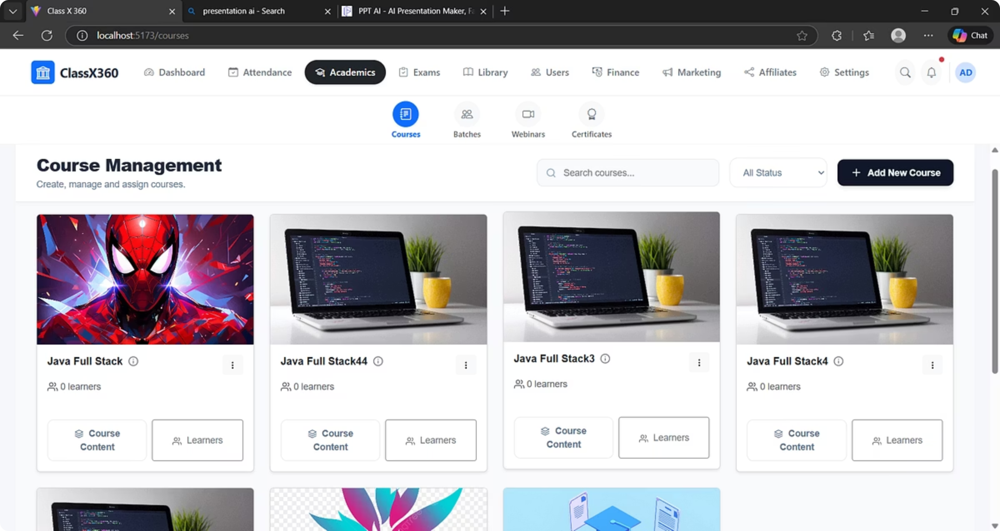 Class X 360
presentation ai - Search
PPT AI - AI Presentation Maker, Fa
localhost:5173/courses
Chat
ClassX360
Dashboard
Attendance
Academics
Exams
Library
Users
Finance
Marketing
Affiliates
Settings
AD
Courses
Batches
Webinars
Certificates
Course Management
Create, manage and assign courses.
Search courses...
All Status
+ Add New Course
Java Full Stack
0 learners
Course
Content
Learners
Java Full Stack44
0 learners
Course
Content
Learners
Java Full Stack3
0 learners
Course
Content
Learners
Java Full Stack4
0 learners
Course
Content
Learners